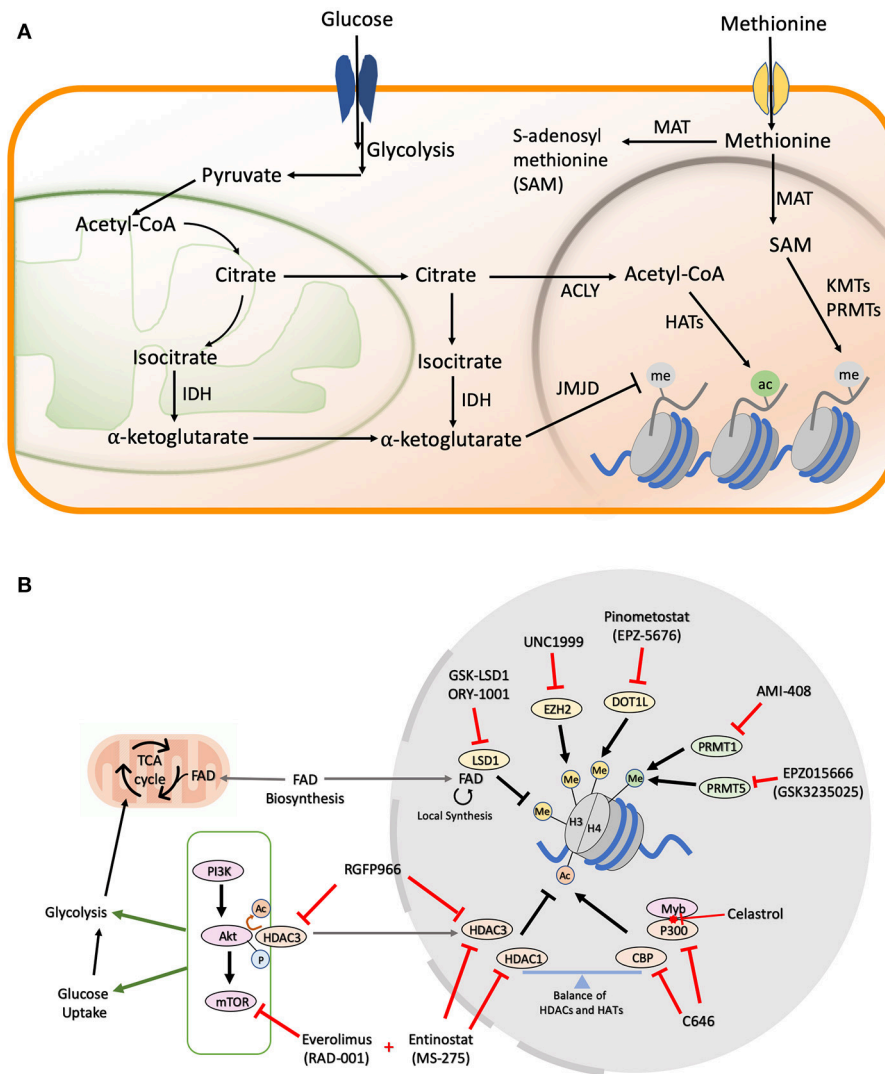 A
Glucose
Methionine
Glycolysis
S-adenosyl
methionine
(SAM)
MAT
Methionine
Pyruvate
MAT
Acetyl-CoA
SAM
Citrate
Citrate
ACLY
Acetyl-CoA
KMTs
PRMTs
HATs
Isocitrate
Isocitrate
me
ac
me
IDH
IDH
JMJD
α-ketoglutarate
α-ketoglutarate
B
Pinometostat
(EPZ-5676)
UNC1999
GSK-LSD1
ORY-1001
AMI-408
EZH2
DOT1L
PRMT1
TCA
cycle
FAD
FAD
Biosynthesis
LSD1
FAD
Local Synthesis
Me
Me
Me
Me
PRMT5
EPZ015666
(GSK3235025)
H3
H4
Ac
PI3K
RGFP966
Glycolysis
Ac
Akt
HDAC3
P
HDAC3
Myb
P300
Celastrol
HDAC1
CBP
Glucose
Uptake
mTOR
Balance of
HDACs and HATs
C646
Everolimus
(RAD-001)
+
Entinostat
(MS-275)